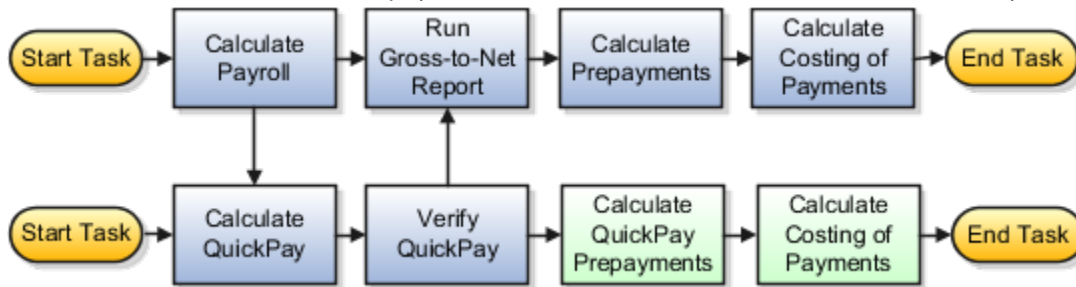 Start Task
Calculate
Payroll
Run
Gross-to-Net
Report
Calculate
Prepayments
Calculate
Costing of
Payments
End Task
Start Task
Calculate
QuickPay
Verify
QuickPay
Calculate
QuickPay
Prepayments
Calculate
Costing of
Payments
End Task